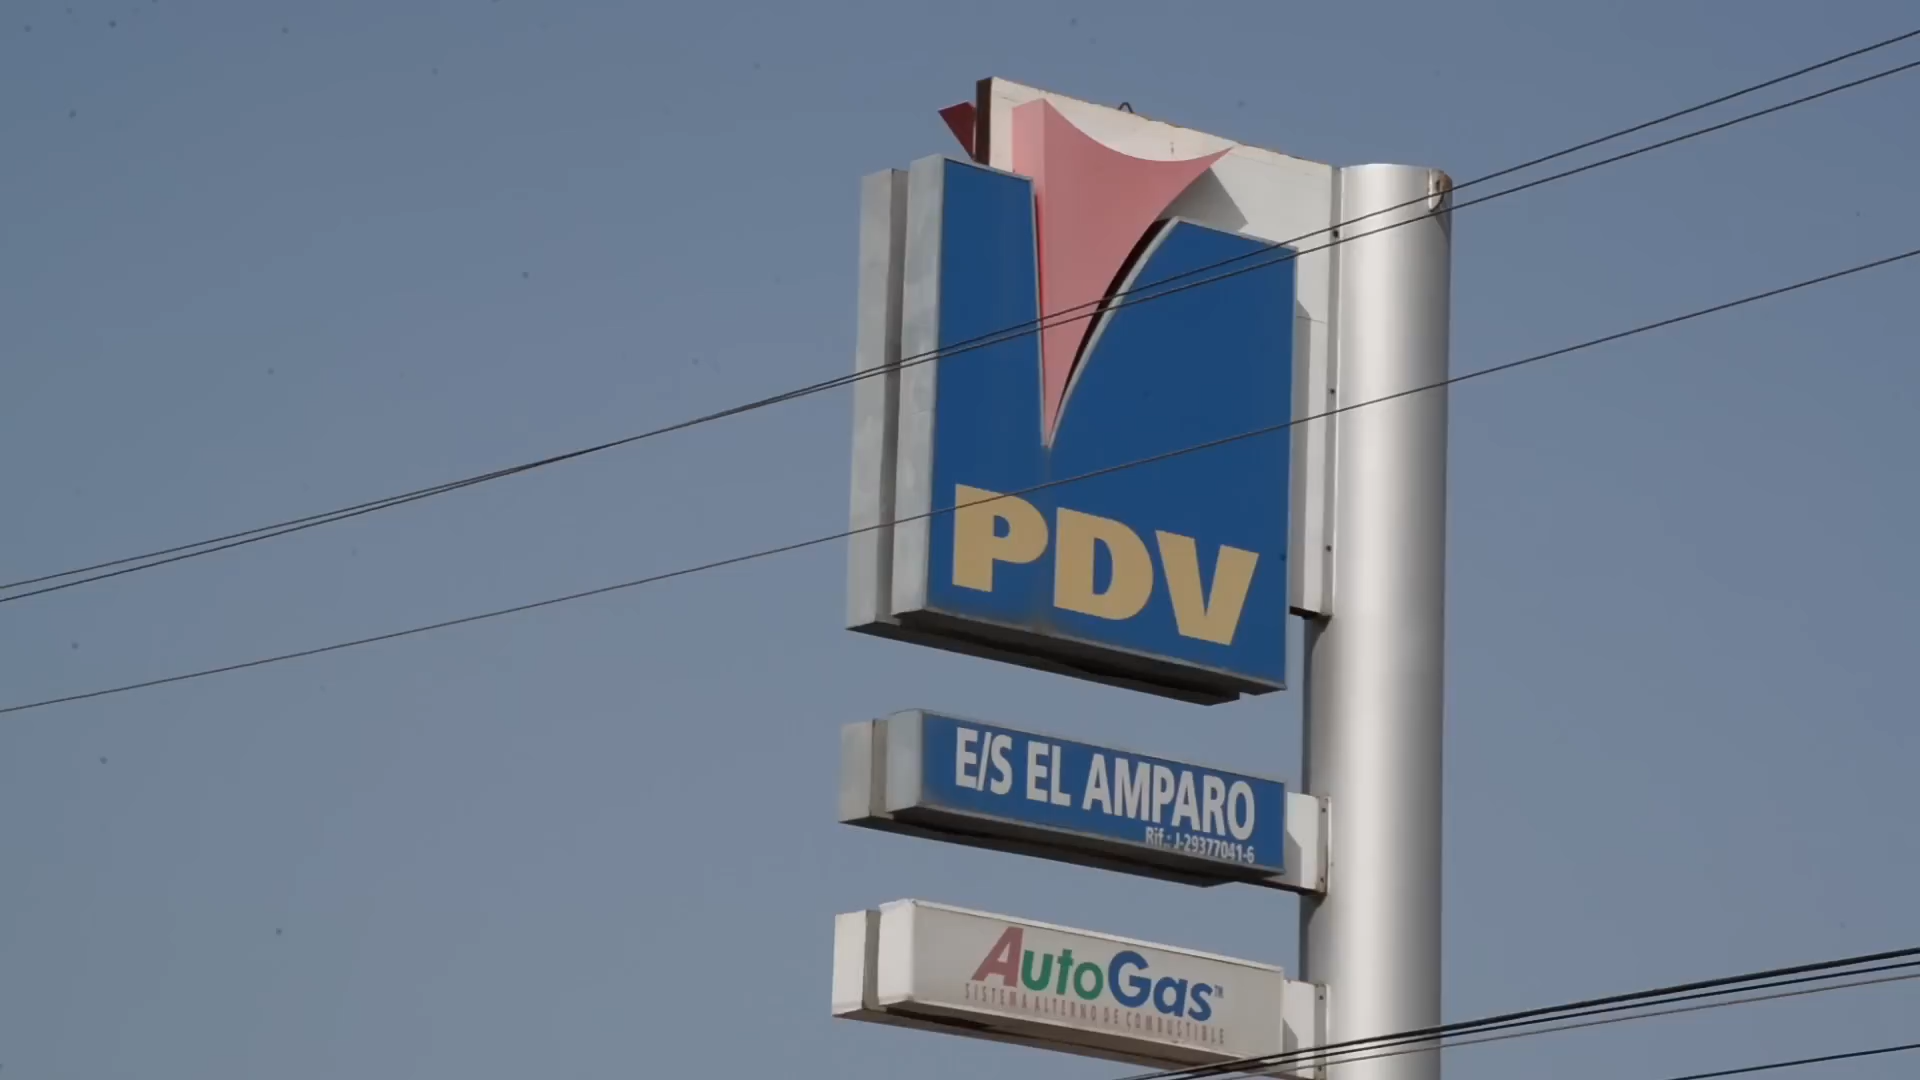 PDV
E/S EL AMPARO
Rif.: J-29377041-6
AutoGas™
SISTEMA ALTERNO DE COMBUSTIBLE